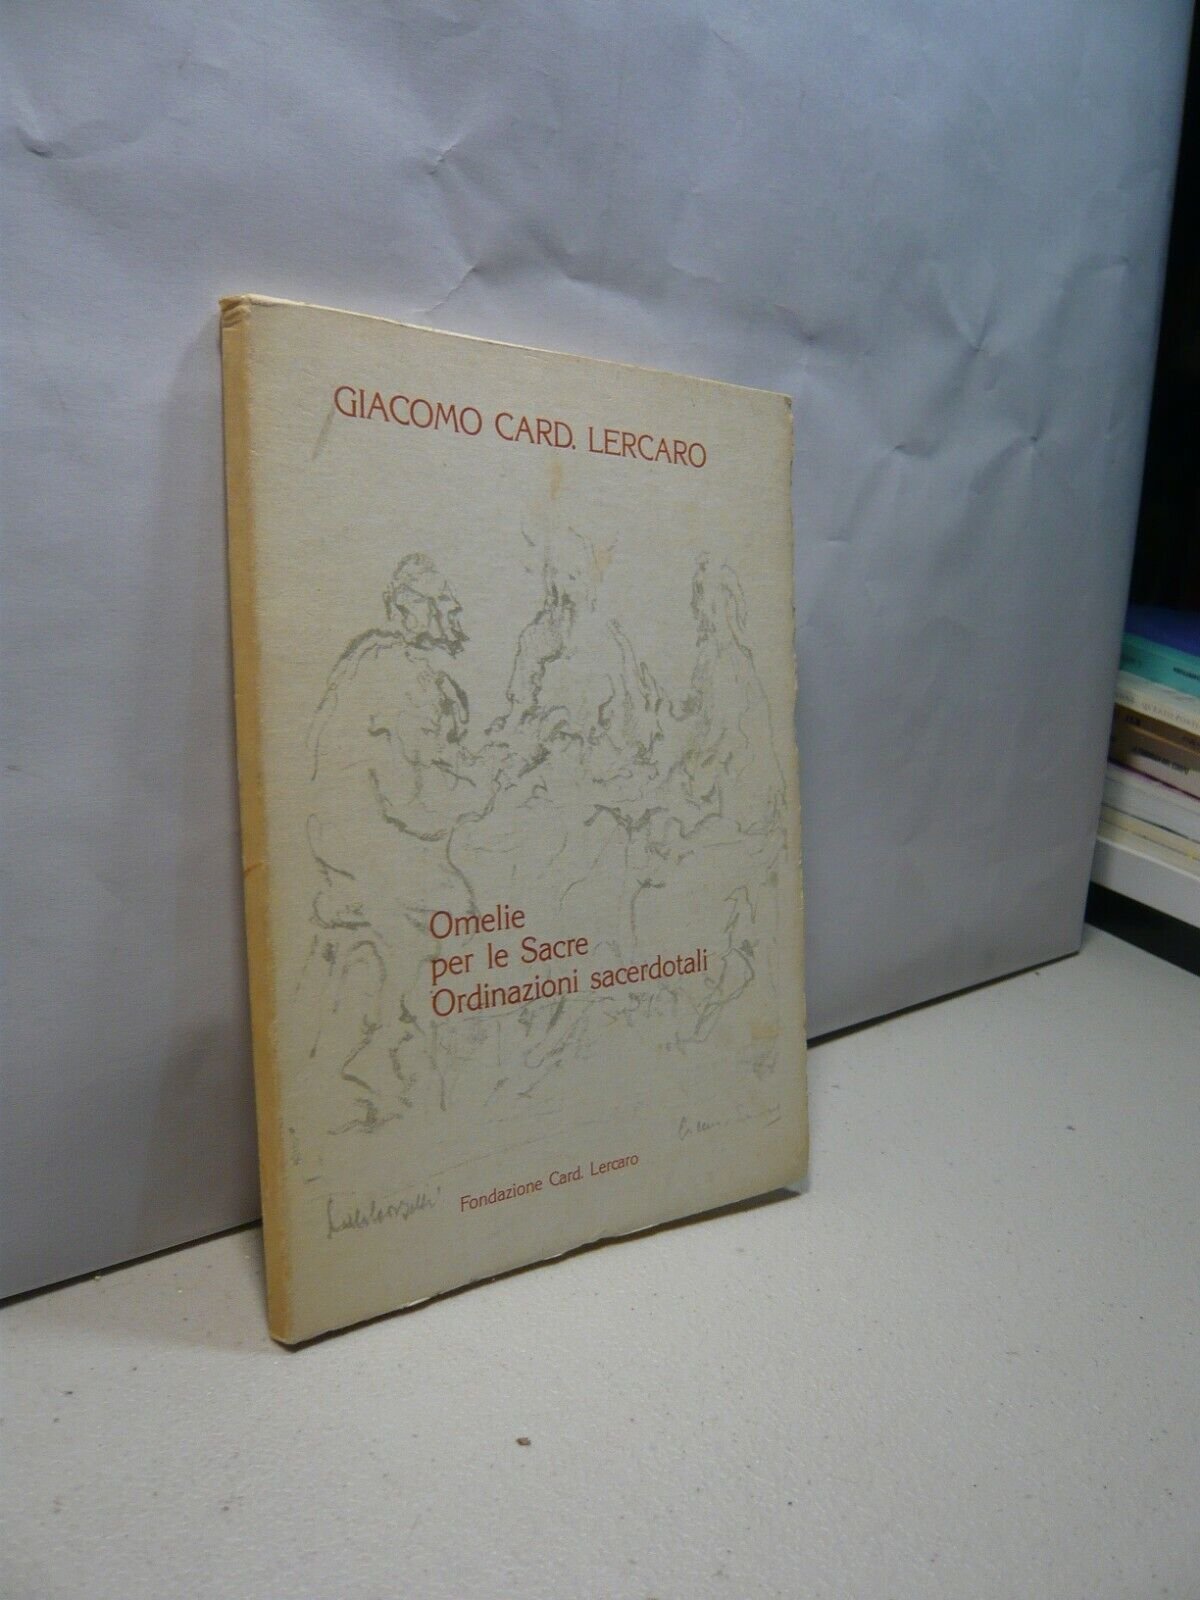 GIACOMO CARD. LERCARO
Omelie
per le Sacre
Ordinazioni sacerdotali
Fondazione Card. Lercaro